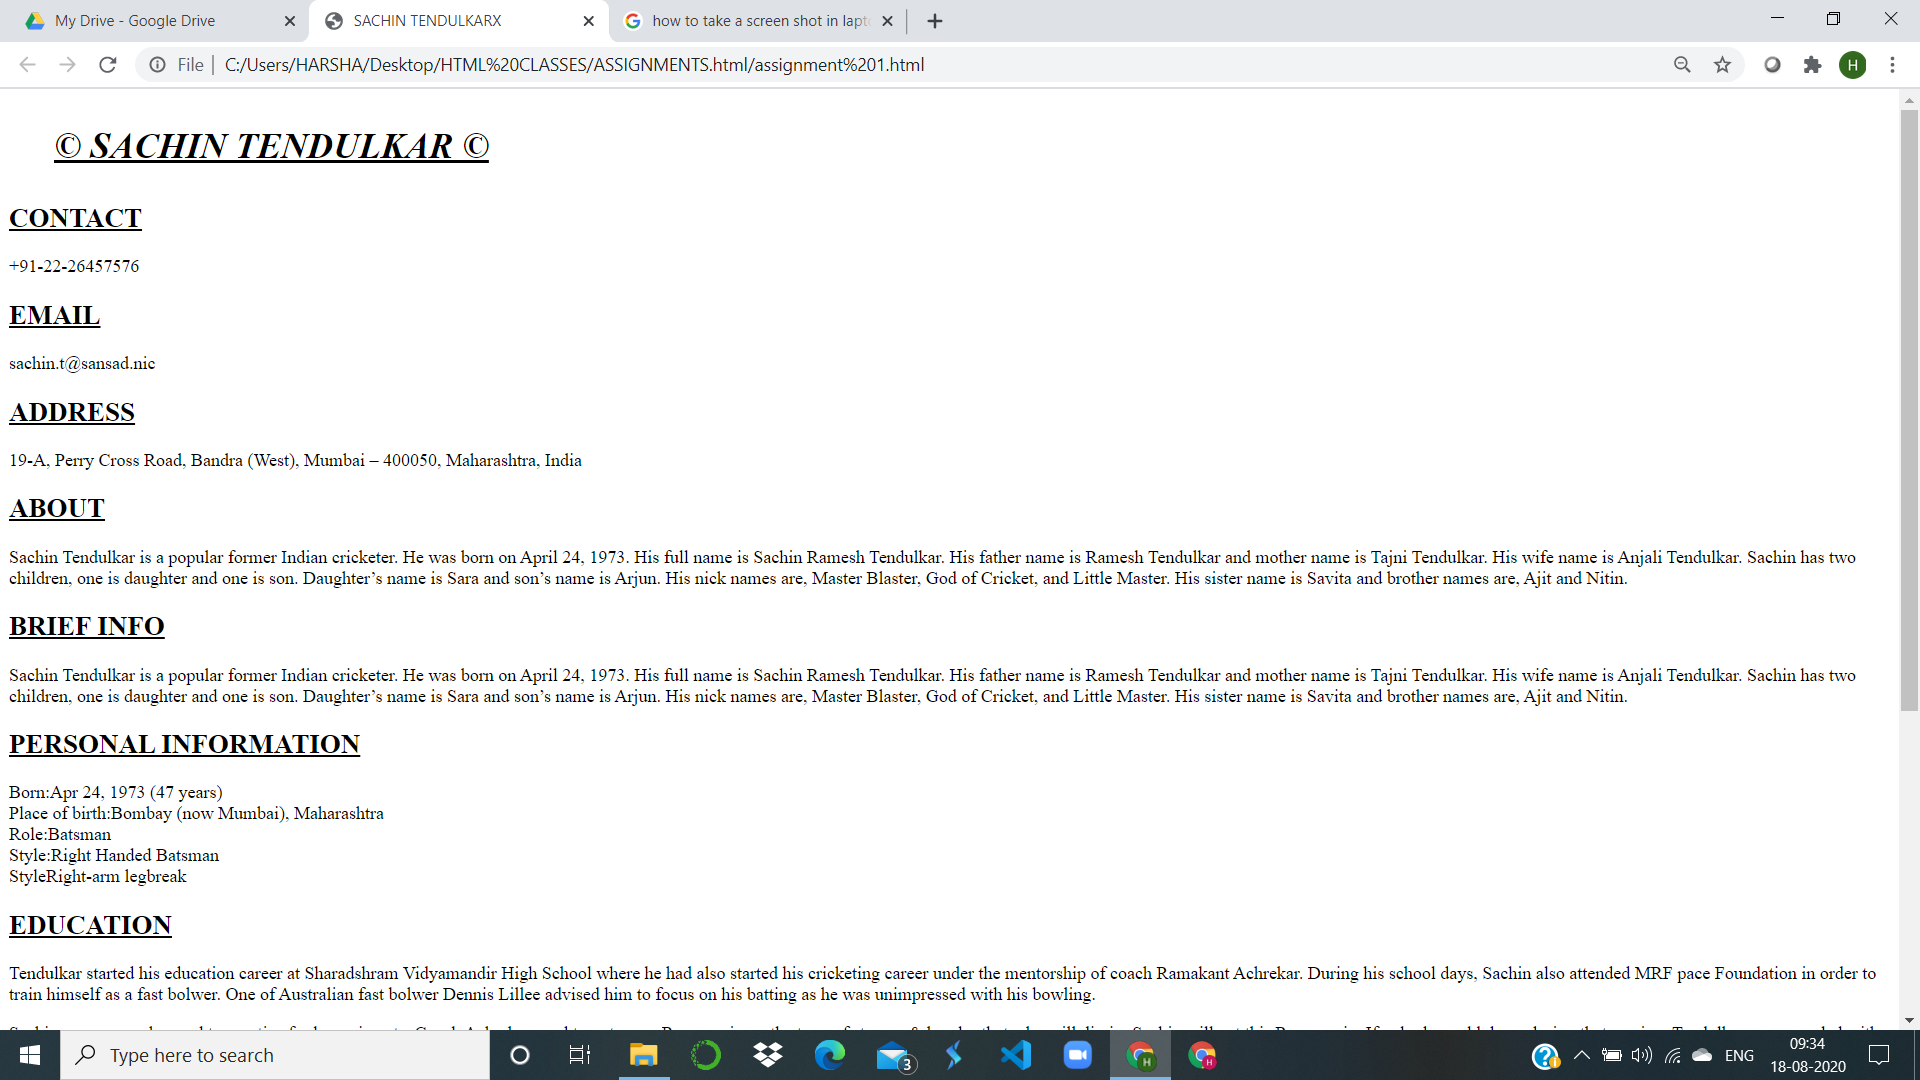 My Drive - Google Drive
SACHIN TENDULKARX
how to take a screen shot in lapt
File
C:/Users/HARSHA/Desktop/HTML%20CLASSES/ASSIGNMENTS.html/assignment%201.html
H
© SACHIN TENDULKAR ©
CONTACT
+91-22-26457576
EMAIL
sachin.t@sansad.nic
ADDRESS
19-A, Perry Cross Road, Bandra (West), Mumbai – 400050, Maharashtra, India
ABOUT
Sachin Tendulkar is a popular former Indian cricketer. He was born on April 24, 1973. His full name is Sachin Ramesh Tendulkar. His father name is Ramesh Tendulkar and mother name is Tajni Tendulkar. His wife name is Anjali Tendulkar. Sachin has two
children, one is daughter and one is son. Daughter’s name is Sara and son’s name is Arjun. His nick names are, Master Blaster, God of Cricket, and Little Master. His sister name is Savita and brother names are, Ajit and Nitin.
BRIEF INFO
Sachin Tendulkar is a popular former Indian cricketer. He was born on April 24, 1973. His full name is Sachin Ramesh Tendulkar. His father name is Ramesh Tendulkar and mother name is Tajni Tendulkar. His wife name is Anjali Tendulkar. Sachin has two
children, one is daughter and one is son. Daughter’s name is Sara and son’s name is Arjun. His nick names are, Master Blaster, God of Cricket, and Little Master. His sister name is Savita and brother names are, Ajit and Nitin.
PERSONAL INFORMATION
Born:Apr 24, 1973 (47 years)
Place of birth:Bombay (now Mumbai), Maharashtra
Role:Batsman
Style:Right Handed Batsman
StyleRight-arm legbreak
EDUCATION
Tendulkar started his education career at Sharadshram Vidyamandir High School where he had also started his cricketing career under the mentorship of coach Ramakant Achrekar. During his school days, Sachin also attended MRF pace Foundation in order to
train himself as a fast bolwer. One of Australian fast bolwer Dennis Lillee advised him to focus on his batting as he was unimpressed with his bowling.
Type here to search
3
H
H
ENG
09:34
18-08-2020